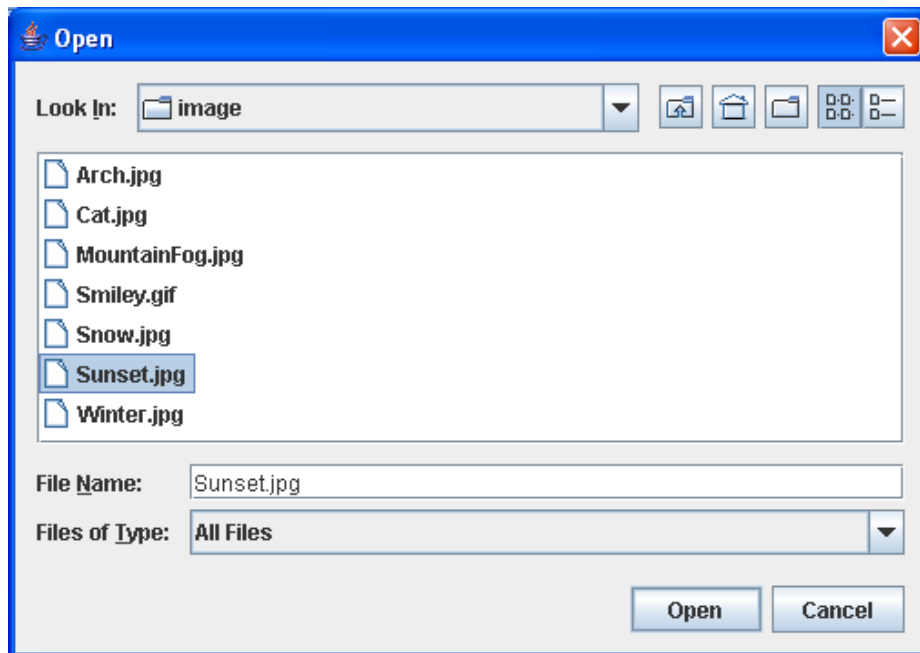 Open
Look In: image
Arch.jpg
Cat.jpg
MountainFog.jpg
Smiley.gif
Snow.jpg
Sunset.jpg
Winter.jpg
File Name: Sunset.jpg
Files of Type: All Files
Open Cancel